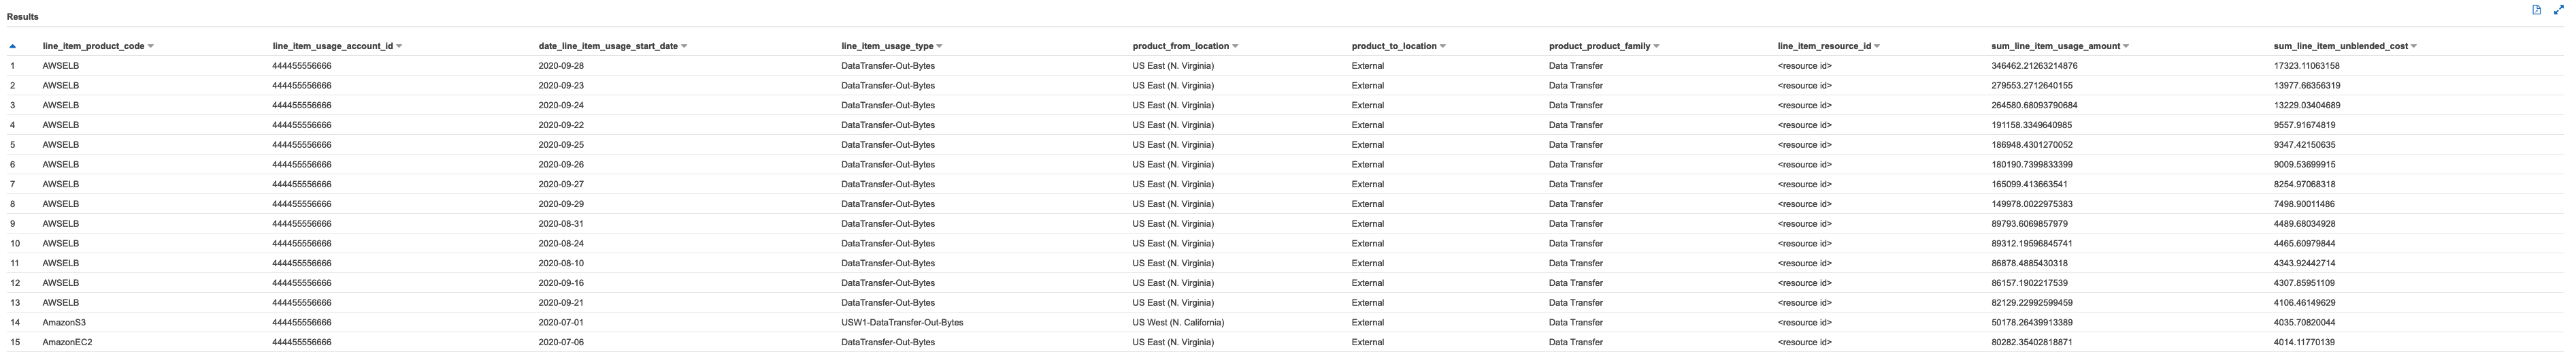 Results
line_item_product_code line_item_usage_account_id date_line_item_usage_start_date line_item_usage_type product_from_location product_to_location product_product_family line_item_resource_id sum_line_item_usage_amount sum_line_item_unblended_cost
1 AWSELB 444455556666 2020-09-28 DataTransfer-Out-Bytes US East (N. Virginia) External Data Transfer <resource id> 346462.21263214876 17323.11063158
2 AWSELB 444455556666 2020-09-23 DataTransfer-Out-Bytes US East (N. Virginia) External Data Transfer <resource id> 279553.2712640155 13977.66356319
3 AWSELB 444455556666 2020-09-24 DataTransfer-Out-Bytes US East (N. Virginia) External Data Transfer <resource id> 264580.68093790684 13229.03404689
4 AWSELB 444455556666 2020-09-22 DataTransfer-Out-Bytes US East (N. Virginia) External Data Transfer <resource id> 191158.3349640985 9557.91674819
5 AWSELB 444455556666 2020-09-25 DataTransfer-Out-Bytes US East (N. Virginia) External Data Transfer <resource id> 186948.4301270052 9347.42150635
6 AWSELB 444455556666 2020-09-26 DataTransfer-Out-Bytes US East (N. Virginia) External Data Transfer <resource id> 180190.7399833399 9009.53699915
7 AWSELB 444455556666 2020-09-27 DataTransfer-Out-Bytes US East (N. Virginia) External Data Transfer <resource id> 165099.413663541 8254.97068318
8 AWSELB 444455556666 2020-09-29 DataTransfer-Out-Bytes US East (N. Virginia) External Data Transfer <resource id> 149978.0022975383 7498.90011486
9 AWSELB 444455556666 2020-08-31 DataTransfer-Out-Bytes US East (N. Virginia) External Data Transfer <resource id> 89793.6069857979 4489.68034928
10 AWSELB 444455556666 2020-08-24 DataTransfer-Out-Bytes US East (N. Virginia) External Data Transfer <resource id> 89312.19596845741 4465.60979844
11 AWSELB 444455556666 2020-08-10 DataTransfer-Out-Bytes US East (N. Virginia) External Data Transfer <resource id> 86878.4885430318 4343.92442714
12 AWSELB 444455556666 2020-09-16 DataTransfer-Out-Bytes US East (N. Virginia) External Data Transfer <resource id> 86157.1902217539 4307.85951109
13 AWSELB 444455556666 2020-09-21 DataTransfer-Out-Bytes US East (N. Virginia) External Data Transfer <resource id> 82129.22992599459 4106.46149629
14 AmazonS3 444455556666 2020-07-01 USW1-DataTransfer-Out-Bytes US West (N. California) External Data Transfer <resource id> 50178.26439913389 4035.70820044
15 AmazonEC2 444455556666 2020-07-06 DataTransfer-Out-Bytes US East (N. Virginia) External Data Transfer <resource id> 80282.35402818871 4014.11770139